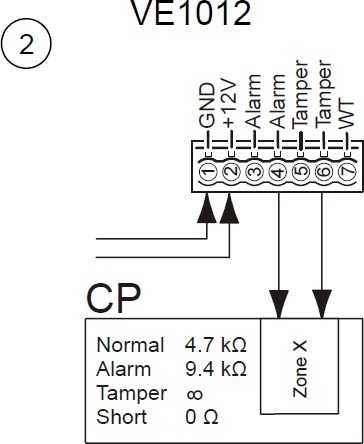 VE1012
2
GND
+12V
Alarm
Alarm
Tamper
Tamper
WT
1 2 3 4 5 6 7
CP
Normal 4.7 kΩ
Alarm 9.4 kΩ
Tamper ∞
Short 0 Ω
Zone X